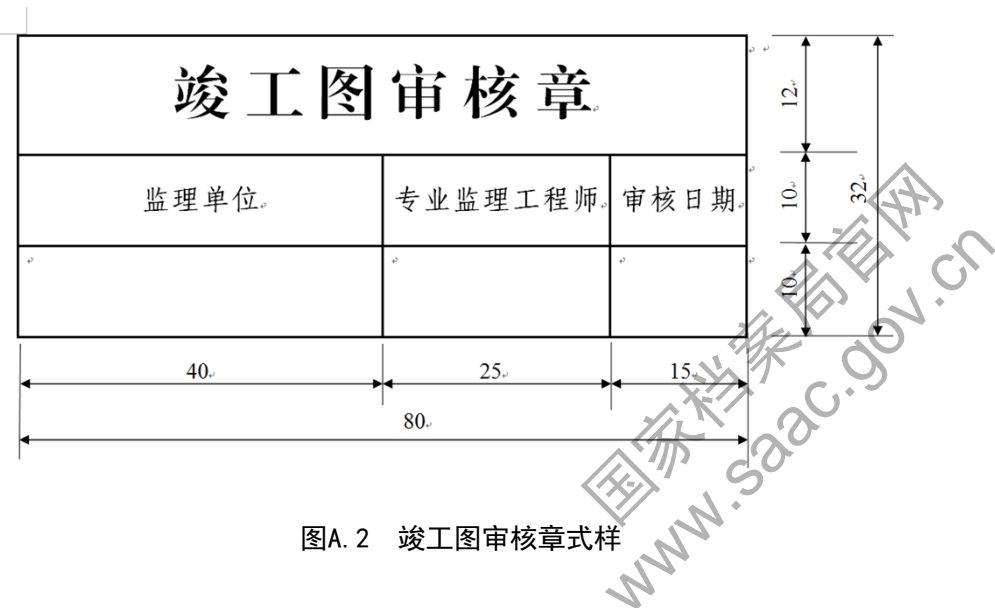 竣工图审核章
12
监理单位 专业监理工程师 审核日期
10
32
10
40 25 15
80
国家档案局官网
www.saac.gov.cn
图A.2 竣工图审核章式样